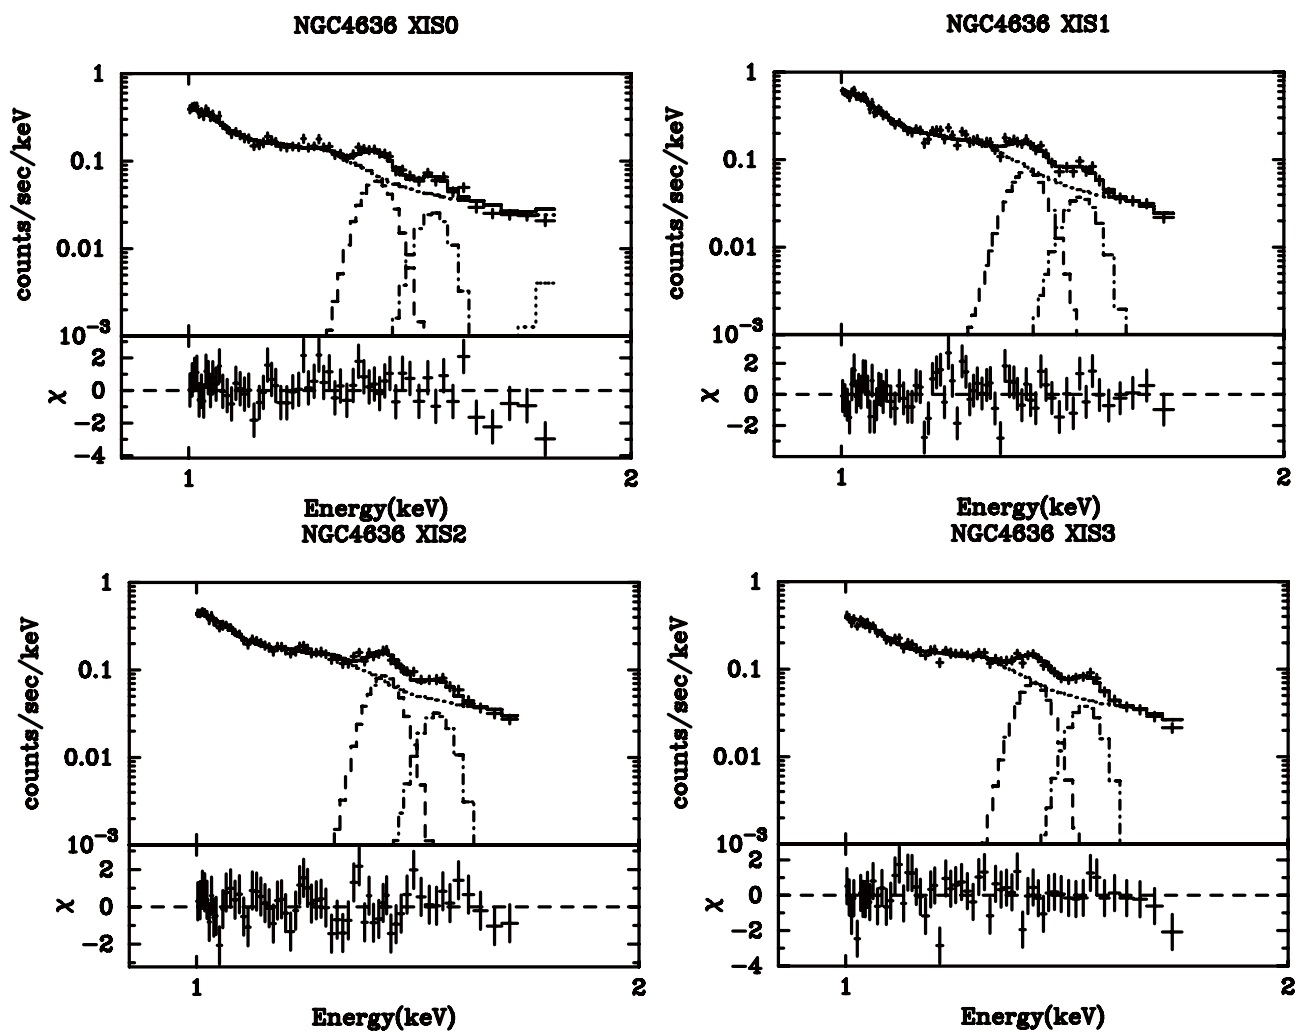 NGC4636 XIS0
counts/sec/keV
1
0.1
0.01
10⁻³
χ
2
0
−2
−4
1
2
Energy(keV)
NGC4636 XIS1
counts/sec/keV
1
0.1
0.01
10⁻³
χ
2
0
−2
1
2
Energy(keV)
NGC4636 XIS2
counts/sec/keV
1
0.1
0.01
10⁻³
χ
2
0
−2
1
2
Energy(keV)
NGC4636 XIS3
counts/sec/keV
1
0.1
0.01
10⁻³
χ
2
0
−2
−4
1
2
Energy(keV)